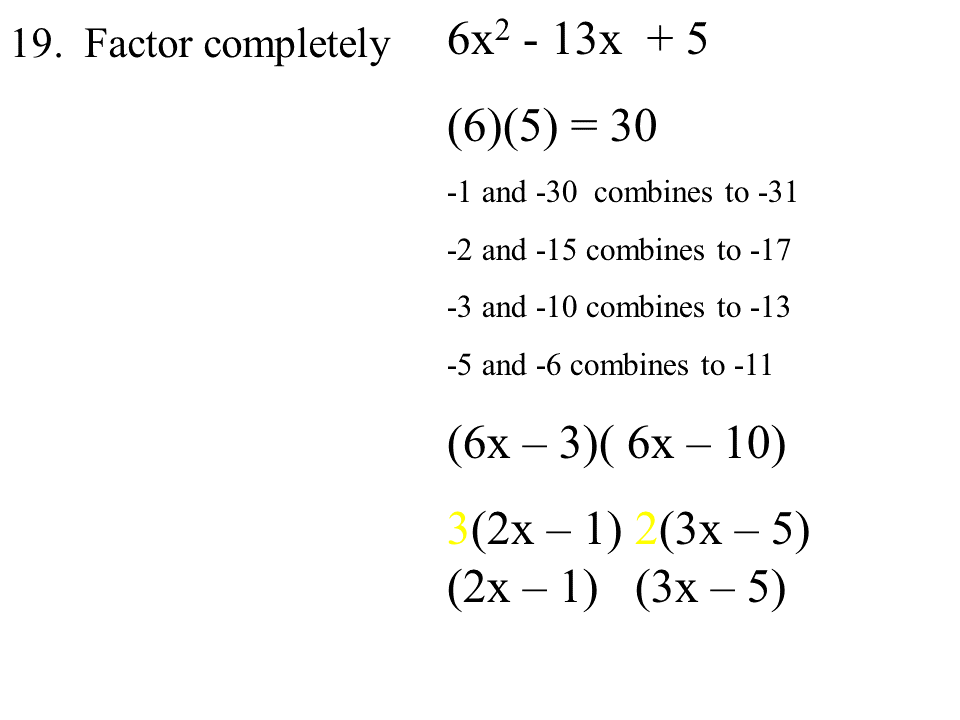 19. Factor completely
6x² - 13x + 5
(6)(5) = 30
-1 and -30 combines to -31
-2 and -15 combines to -17
-3 and -10 combines to -13
-5 and -6 combines to -11
(6x – 3)( 6x – 10)
3(2x – 1) 2(3x – 5)
(2x – 1) (3x – 5)